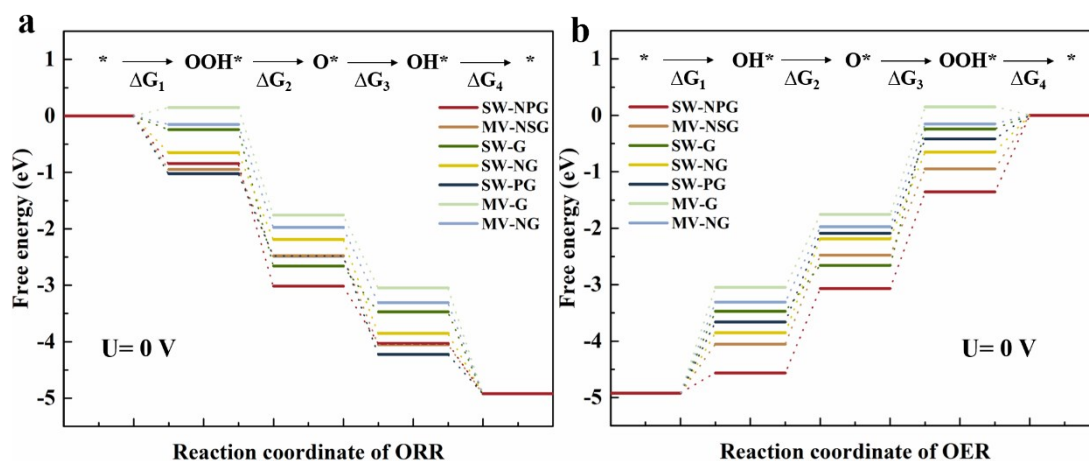 a
* → OOH* → O* → OH* → *
ΔG₁ ΔG₂ ΔG₃ ΔG₄
SW-NPG
MV-NSG
SW-G
SW-NG
SW-PG
MV-G
MV-NG
1
0
-1
-2
-3
-4
-5
Free energy (eV)
U= 0 V
Reaction coordinate of ORR
b
* → OH* → O* → OOH* → *
ΔG₁ ΔG₂ ΔG₃ ΔG₄
SW-NPG
MV-NSG
SW-G
SW-NG
SW-PG
MV-G
MV-NG
1
0
-1
-2
-3
-4
-5
Free energy (eV)
U= 0 V
Reaction coordinate of OER